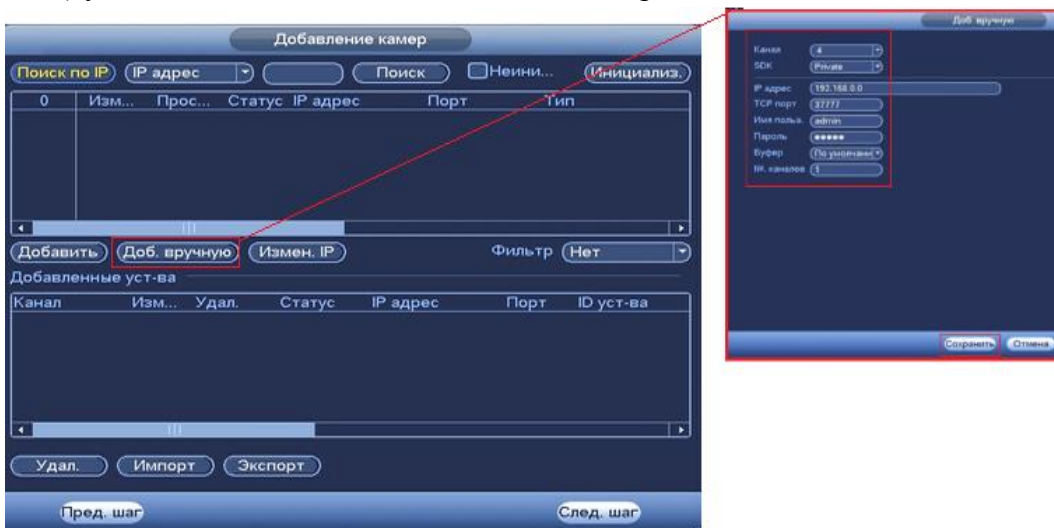 Добавление камер
Поиск по IP IP адрес Поиск Неини... Инициализ.
0 Изм... Прос... Статус IP адрес Порт Тип
Добавить Доб. вручную Измен. IP Фильтр Нет
Добавленные уст-ва
Канал Изм... Удал. Статус IP адрес Порт ID уст-ва
Удал. Импорт Экспорт
Пред. шаг След. шаг
Доб вручную
Канал 4
SDK Private
IP адрес 192.168.0.0
TCP порт 37777
Имя польз. admin
Пароль •••••
Буфер По умолчани
каналов 1
Сохранить Отмена